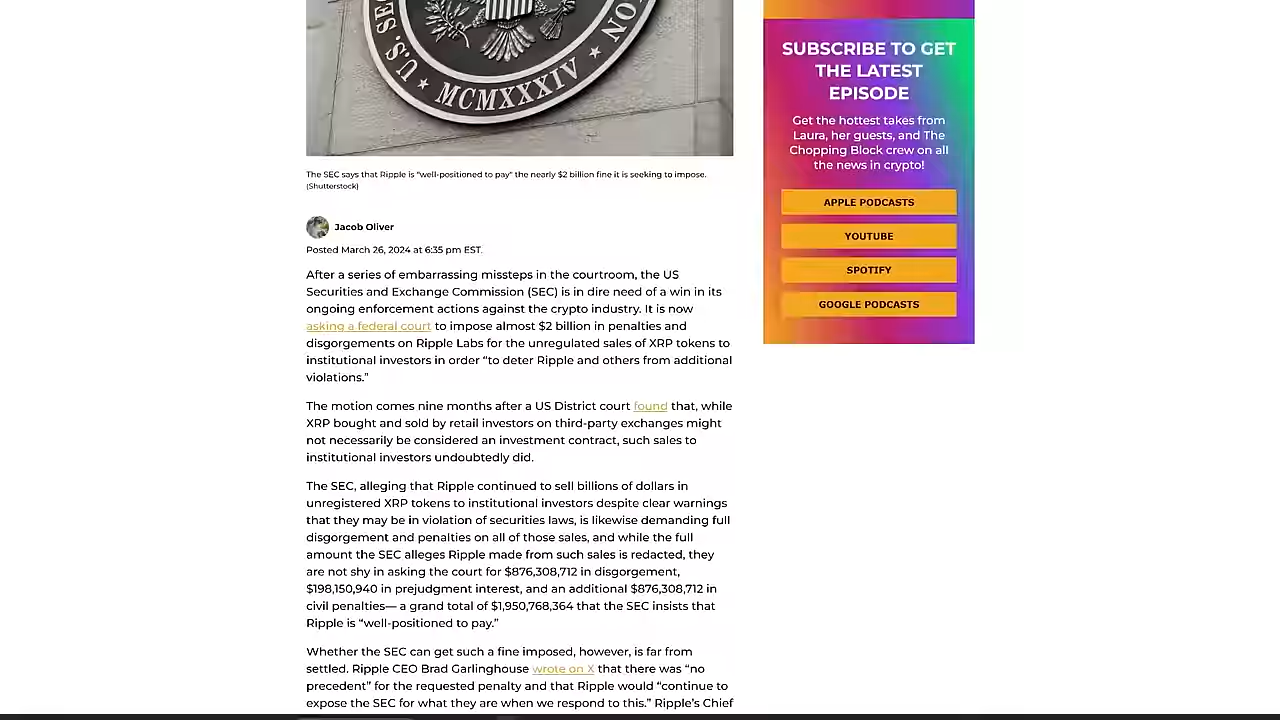 U.S. SE
MCMXXXIV
ON
The SEC says that Ripple is "well-positioned to pay" the nearly $2 billion fine it is seeking to impose.
(Shutterstock)
Jacob Oliver
Posted March 26, 2024 at 6:35 pm EST.
After a series of embarrassing missteps in the courtroom, the US
Securities and Exchange Commission (SEC) is in dire need of a win in its
ongoing enforcement actions against the crypto industry. It is now
asking a federal court to impose almost $2 billion in penalties and
disgorgements on Ripple Labs for the unregulated sales of XRP tokens to
institutional investors in order “to deter Ripple and others from additional
violations.”
The motion comes nine months after a US District court found that, while
XRP bought and sold by retail investors on third-party exchanges might
not necessarily be considered an investment contract, such sales to
institutional investors undoubtedly did.
The SEC, alleging that Ripple continued to sell billions of dollars in
unregistered XRP tokens to institutional investors despite clear warnings
that they may be in violation of securities laws, is likewise demanding full
disgorgement and penalties on all of those sales, and while the full
amount the SEC alleges Ripple made from such sales is redacted, they
are not shy in asking the court for $876,308,712 in disgorgement,
$198,150,940 in prejudgment interest, and an additional $876,308,712 in
civil penalties— a grand total of $1,950,768,364 that the SEC insists that
Ripple is “well-positioned to pay.”
Whether the SEC can get such a fine imposed, however, is far from
settled. Ripple CEO Brad Garlinghouse wrote on X that there was “no
precedent” for the requested penalty and that Ripple would “continue to
expose the SEC for what they are when we respond to this.” Ripple’s Chief
SUBSCRIBE TO GET
THE LATEST
EPISODE
Get the hottest takes from
Laura, her guests, and The
Chopping Block crew on all
the news in crypto!
APPLE PODCASTS
YOUTUBE
SPOTIFY
GOOGLE PODCASTS